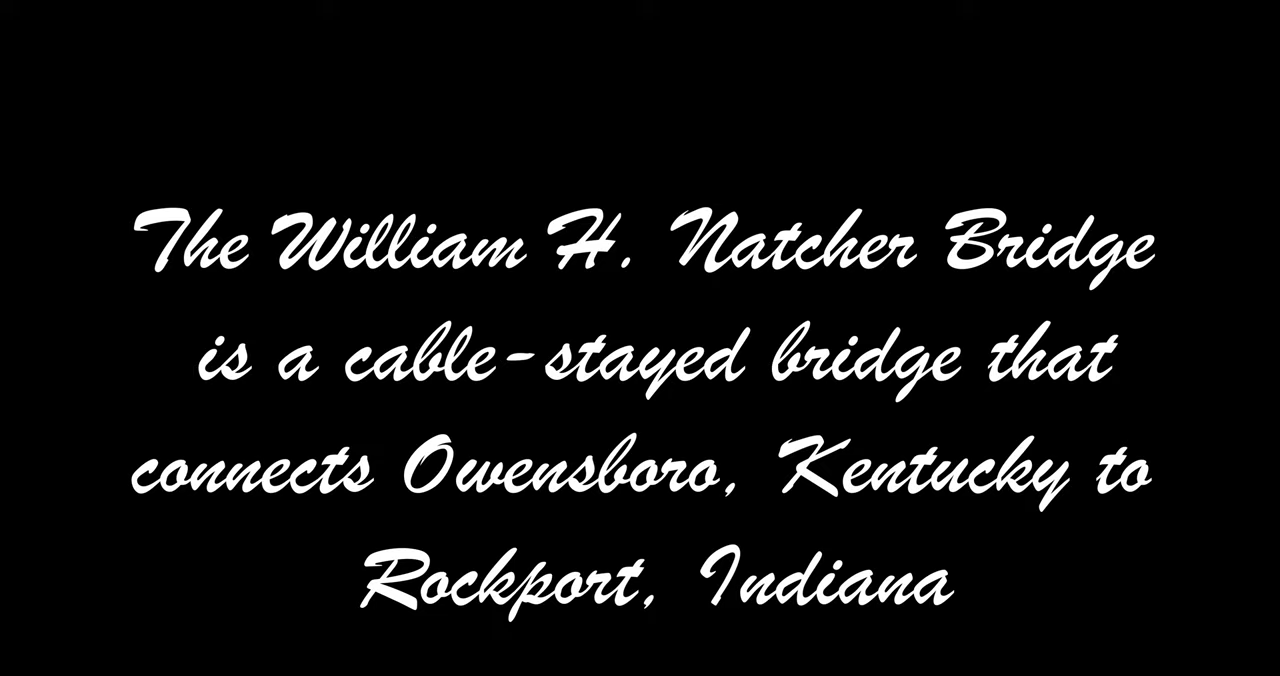 The William H. Natcher Bridge
is a cable-stayed bridge that
connects Owensboro, Kentucky to
Rockport, Indiana